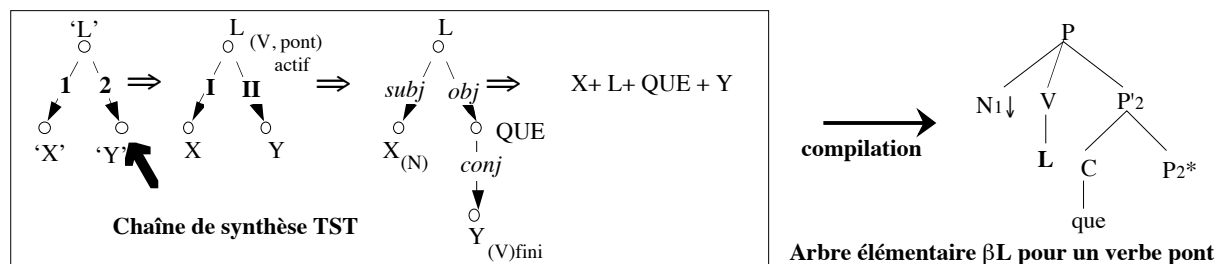 ‘L’
1 2
‘X’ ‘Y’
⇒
L (V, pont)
actif
I II
X Y
⇒
L
subj obj
X(N) QUE
conj
Y(V)fini
⇒
X+ L+ QUE + Y
Chaîne de synthèse TST
compilation
P
N1↓ V P'2
L C P2*
que
Arbre élémentaire βL pour un verbe pont